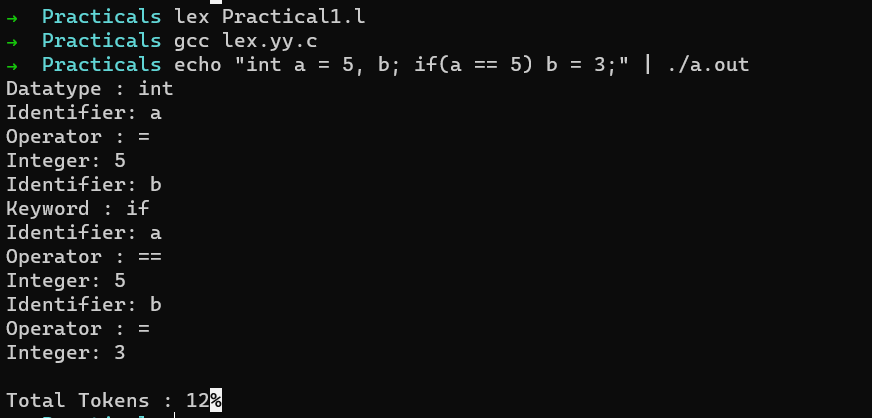 → Practicals lex Practical1.l
→ Practicals gcc lex.yy.c
→ Practicals echo "int a = 5, b; if(a == 5) b = 3;" | ./a.out
Datatype : int
Identifier: a
Operator : =
Integer: 5
Identifier: b
Keyword : if
Identifier: a
Operator : ==
Integer: 5
Identifier: b
Operator : =
Integer: 3
Total Tokens : 12%
Practicals